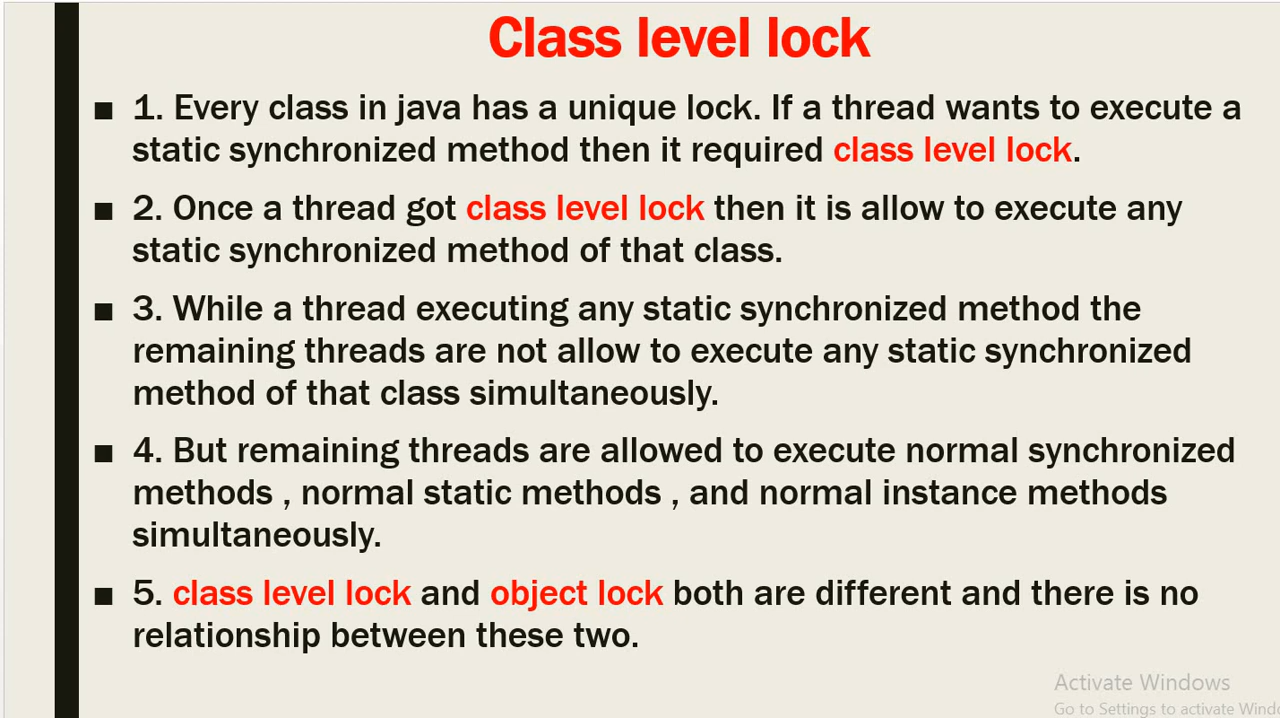 Class level lock
■ 1. Every class in java has a unique lock. If a thread wants to execute a
static synchronized method then it required class level lock.
■ 2. Once a thread got class level lock then it is allow to execute any
static synchronized method of that class.
■ 3. While a thread executing any static synchronized method the
remaining threads are not allow to execute any static synchronized
method of that class simultaneously.
■ 4. But remaining threads are allowed to execute normal synchronized
methods , normal static methods , and normal instance methods
simultaneously.
■ 5. class level lock and object lock both are different and there is no
relationship between these two.
Activate Windows
Go to Settings to activate